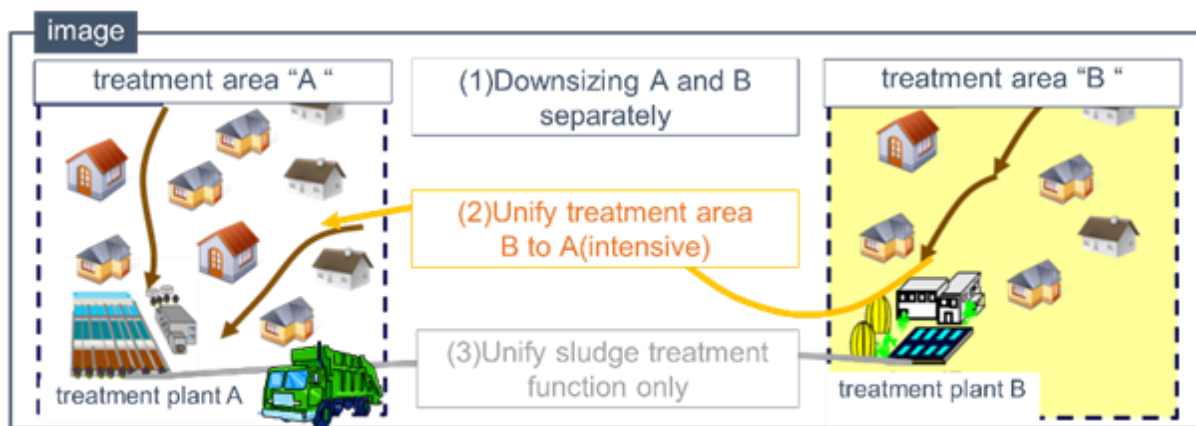 image
treatment area “A “
(1)Downsizing A and B
separately
treatment area “B “
(2)Unify treatment area
B to A(intensive)
(3)Unify sludge treatment
function only
treatment plant A
treatment plant B